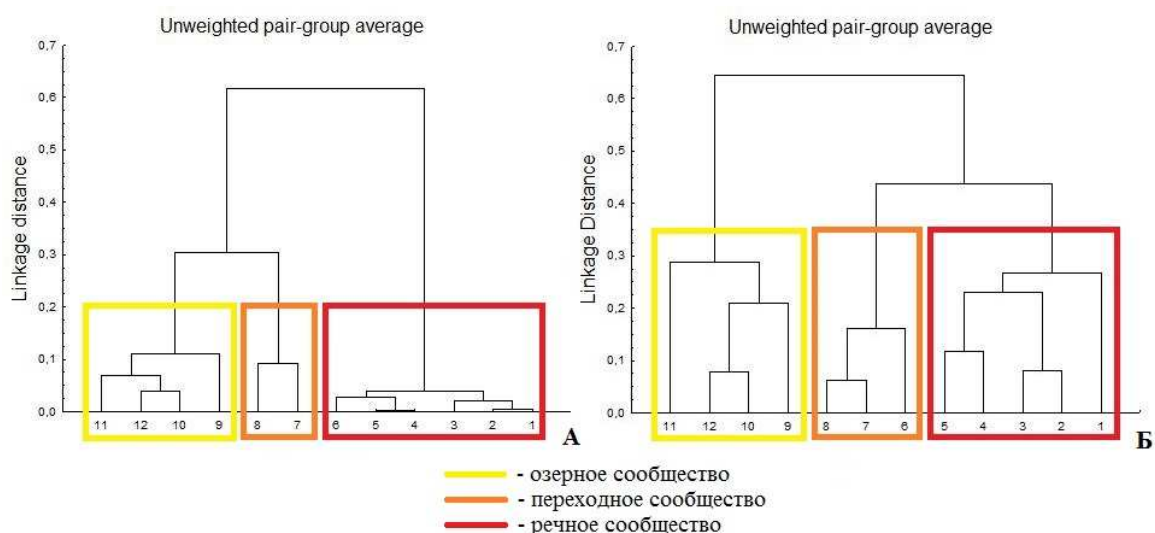 Unweighted pair-group average
Linkage distance
0,7
0,6
0,5
0,4
0,3
0,2
0,1
0,0
11 12 10 9 8 7 6 5 4 3 2 1
А
Unweighted pair-group average
Linkage Distance
0,7
0,6
0,5
0,4
0,3
0,2
0,1
0,0
11 12 10 9 8 7 6 5 4 3 2 1
Б
- озерное сообщество
- переходное сообщество
- речное сообщество